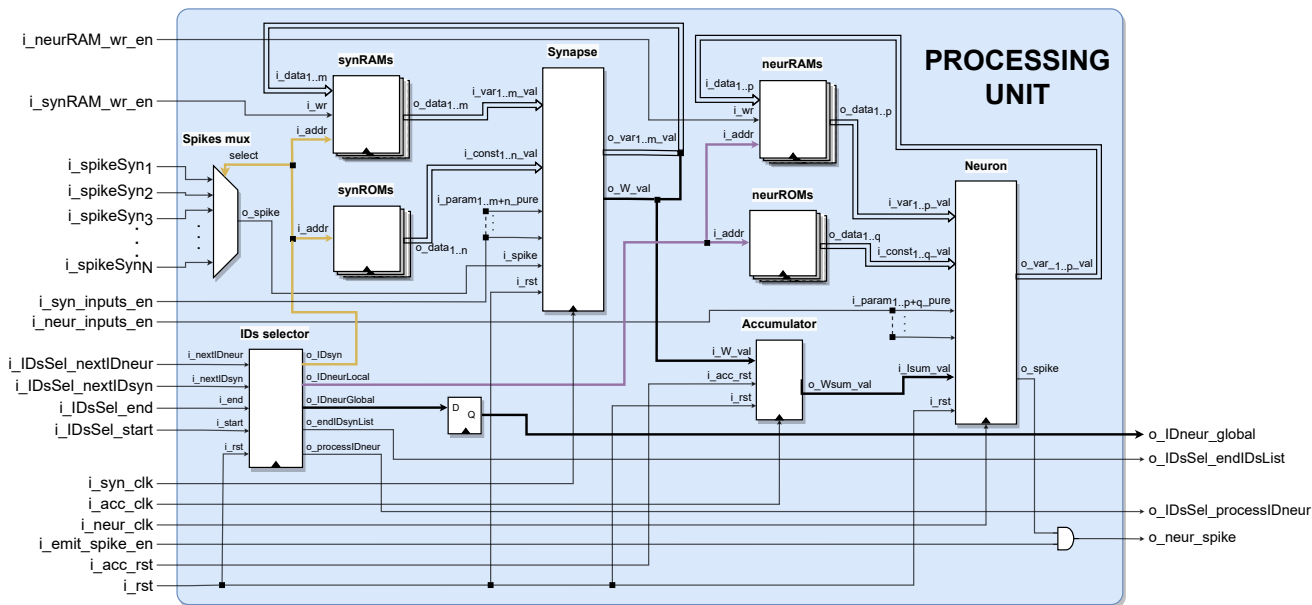 PROCESSING
UNIT
i_neurRAM_wr_en
i_synRAM_wr_en
Spikes mux
select
i_spikeSyn1
i_spikeSyn2
i_spikeSyn3
i_spikeSynN
o_spike
i_syn_inputs_en
i_neur_inputs_en
synRAMs
i_data1..m
i_wr
i_addr
o_data1..m
synROMs
i_addr
o_data1..n
Synapse
i_var1..m_val
i_const1..n_val
i_param1..m+n_pure
i_spike
i_rst
o_var1..m_val
o_W_val
neurRAMs
i_data1..p
i_wr
i_addr
o_data1..p
neurROMs
i_addr
o_data1..q
Neuron
i_var1..p_val
i_const1..q_val
i_param1..p+q_pure
i_Isum_val
i_rst
o_var_1..p_val
o_spike
Accumulator
i_W_val
i_acc_rst
i_rst
o_Wsum_val
IDs selector
i_nextIDneur
i_nextIDsyn
i_end
i_start
i_rst
o_IDsyn
o_IDneurLocal
o_IDneurGlobal
o_endIDsynList
o_processIDneur
D
Q
i_IDsSel_nextIDneur
i_IDsSel_nextIDsyn
i_IDsSel_end
i_IDsSel_start
i_syn_clk
i_acc_clk
i_neur_clk
i_emit_spike_en
i_acc_rst
i_rst
o_IDneur_global
o_IDsSel_endIDsList
o_IDsSel_processIDneur
o_neur_spike